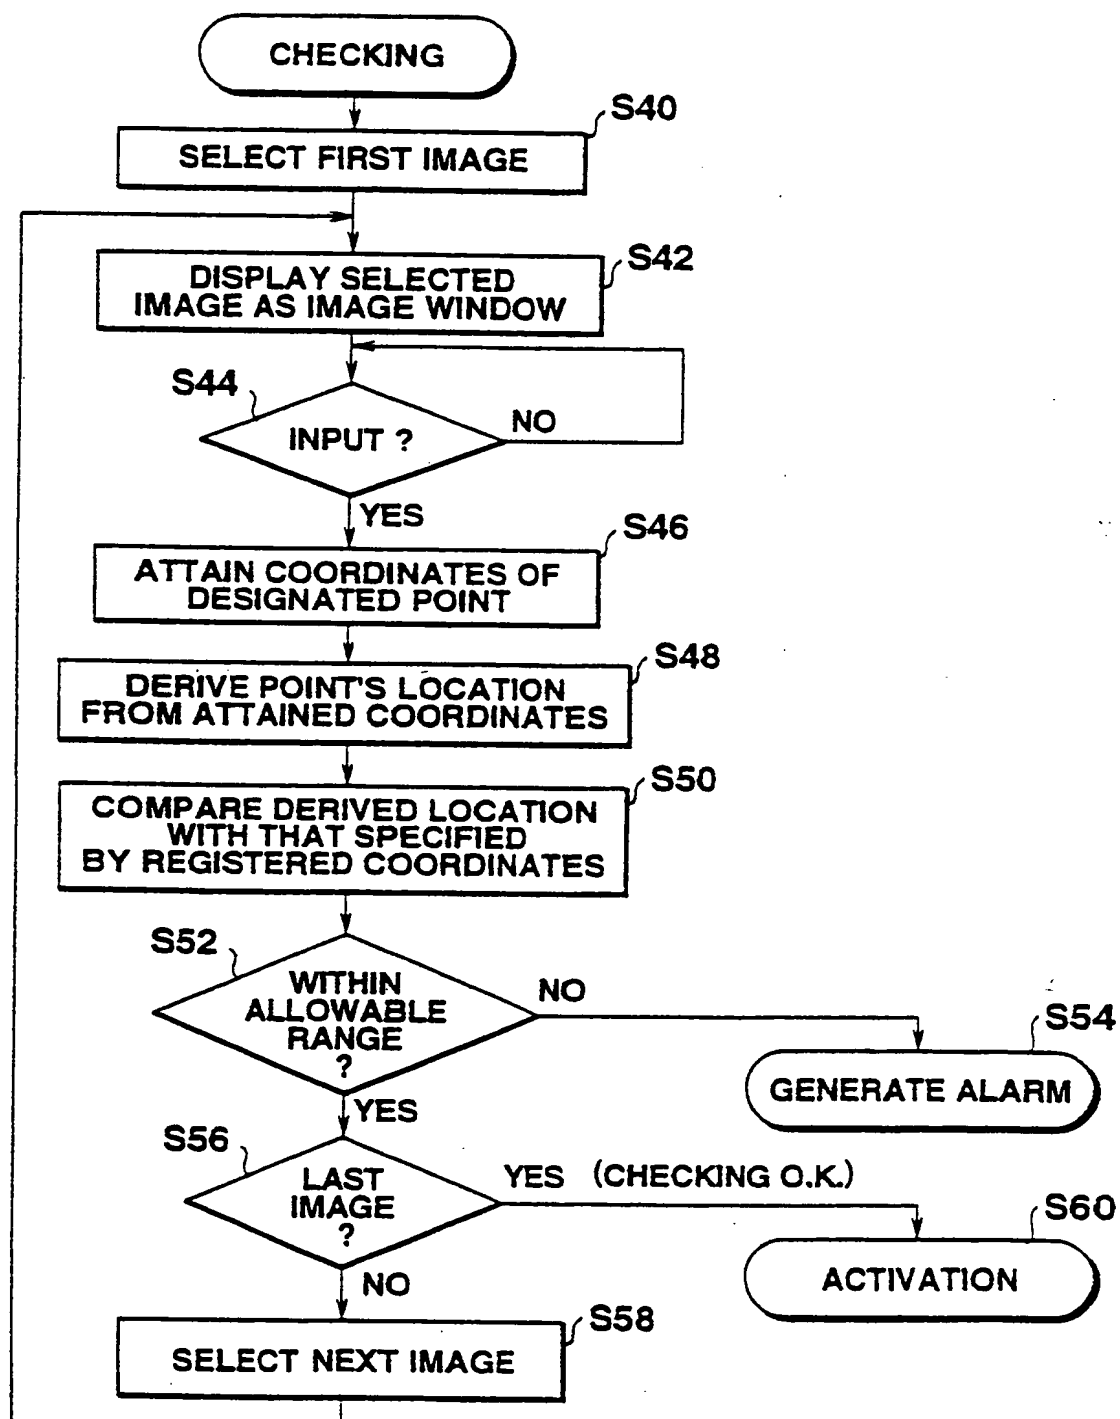 CHECKING
S40
SELECT FIRST IMAGE
S42
DISPLAY SELECTED
IMAGE AS IMAGE WINDOW
S44
INPUT ?
NO
YES
S46
ATTAIN COORDINATES OF
DESIGNATED POINT
S48
DERIVE POINT'S LOCATION
FROM ATTAINED COORDINATES
S50
COMPARE DERIVED LOCATION
WITH THAT SPECIFIED
BY REGISTERED COORDINATES
S52
WITHIN
ALLOWABLE
RANGE
?
NO
S54
GENERATE ALARM
YES
S56
LAST
IMAGE
?
YES (CHECKING O.K.)
S60
ACTIVATION
NO
S58
SELECT NEXT IMAGE